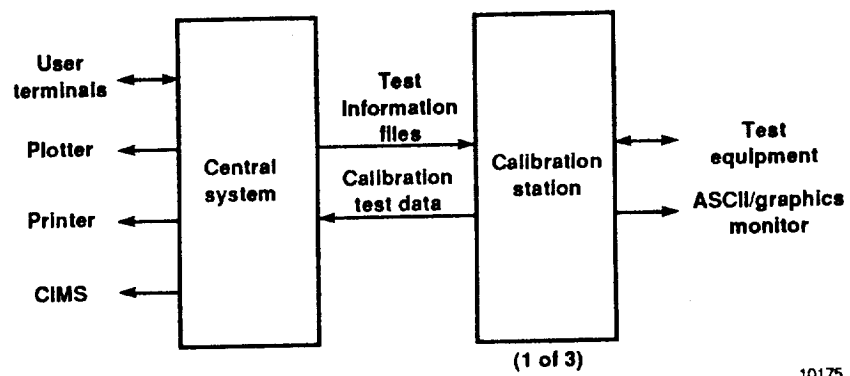 User
terminals
Plotter
Printer
CIMS
Central
system
Test
Information
files
Calibration
test data
Calibration
station
(1 of 3)
Test
equipment
ASCII/graphics
monitor
10175